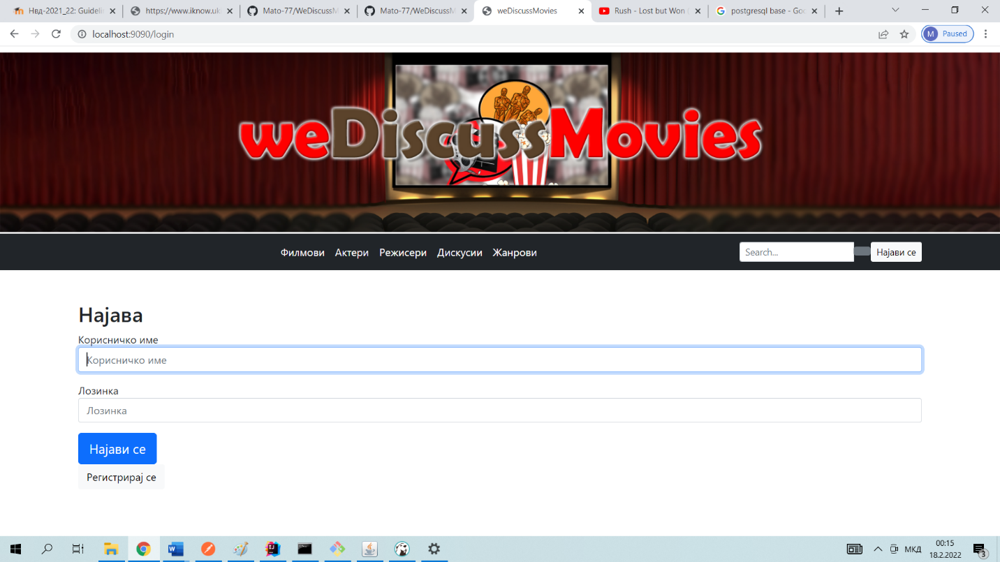 Нвд-2021_22: Guideli
https://www.iknow.uk
Mato-77/WeDiscussM
Mato-77/WeDiscussM
weDiscussMovies
Rush - Lost but Won (
postgresql base - Goo
localhost:9090/login
M Paused
weDiscussMovies
Филмови Актери Режисери Дискусии Жанрови Search... Најави се
Најава
Корисничко име
Корисничко име
Лозинка
Лозинка
Најави се
Регистрирај се
МКД
00:15
18.2.2022
3